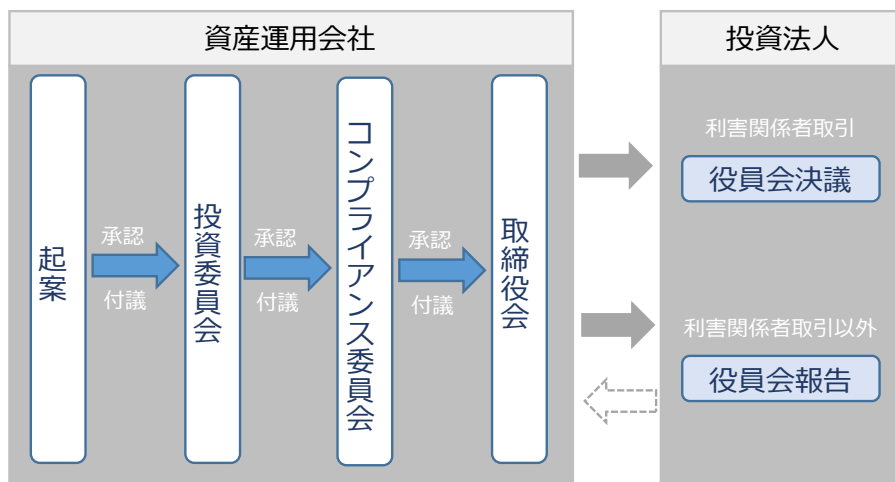 資産運用会社
起案
承認
付議
投資委員会
承認
付議
コンプライアンス委員会
承認
付議
取締役会
投資法人
利害関係者取引
役員会決議
利害関係者取引以外
役員会報告